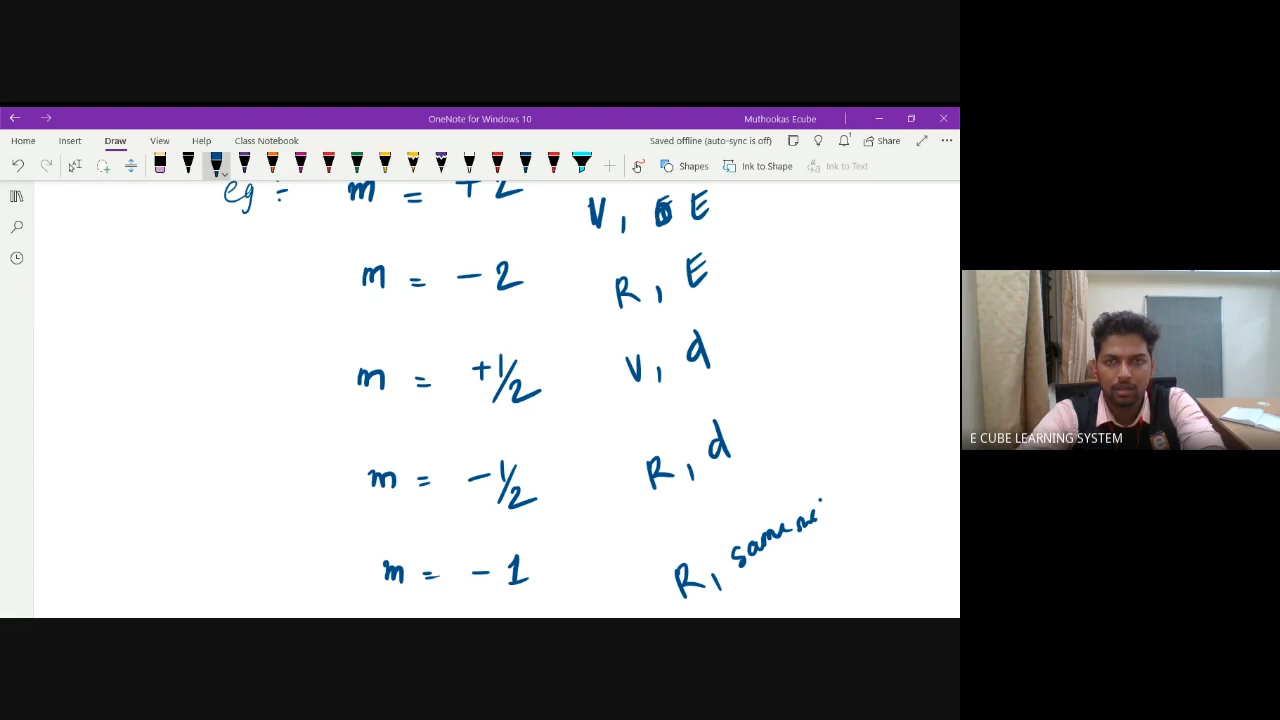 OneNote for Windows 10
Muthookas Ecube
Home Insert Draw View Help Class Notebook
Saved offline (auto-sync is off)
Share
Shapes Ink to Shape Ink to Text
eg :- m = +2 V, E
m = -2 R, E
m = +1/2 V, d
m = -1/2 R, d
m = -1 R, same
E CUBE LEARNING SYSTEM